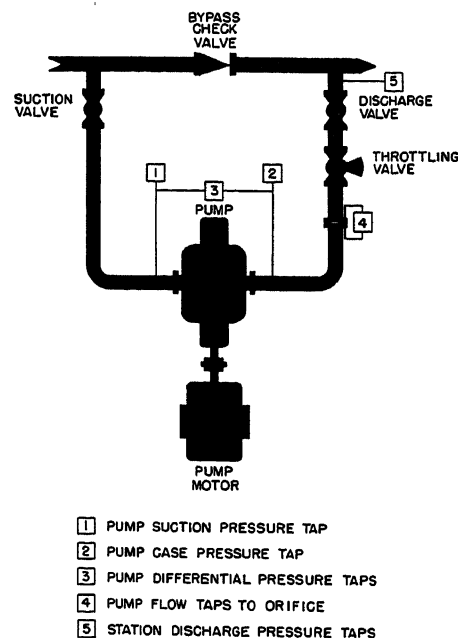 BYPASS
CHECK
VALVE
5
SUCTION
VALVE
DISCHARGE
VALVE
THROTTLING
VALVE
1
3
2
PUMP
4
PUMP
MOTOR
1 PUMP SUCTION PRESSURE TAP
2 PUMP CASE PRESSURE TAP
3 PUMP DIFFERENTIAL PRESSURE TAPS
4 PUMP FLOW TAPS TO ORIFICE
5 STATION DISCHARGE PRESSURE TAPS